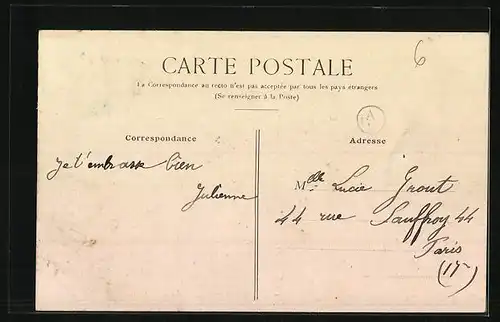 6
CARTE POSTALE
La Correspondance au recto n'est pas acceptée par tous les pays étrangers
(Se renseigner à la Poste)
A
Correspondance
Adresse
Je t'embrasse bien
Julienne
Mlle Lucie Grout
44 rue Sauffroy 44
Paris
(17e)